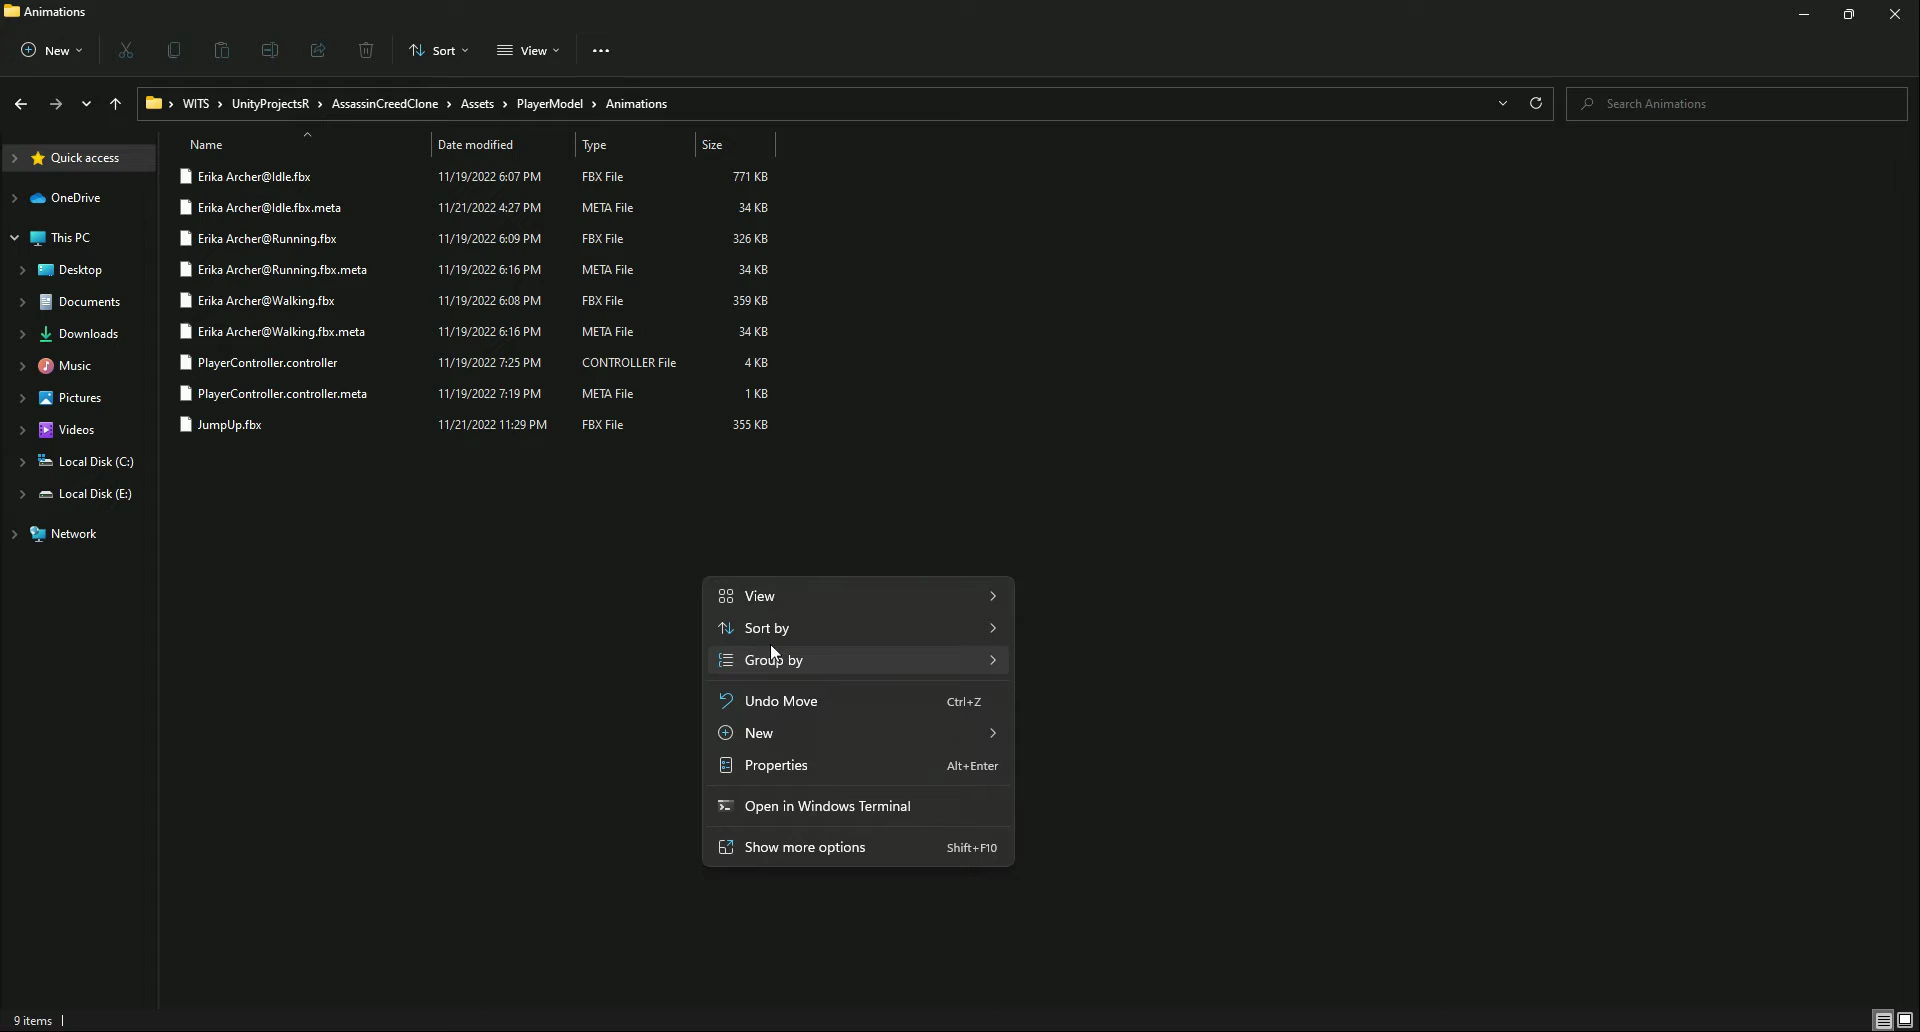 Animations
New
Sort
View
WITS › UnityProjectsR › AssassinCreedClone › Assets › PlayerModel › Animations
Search Animations
Name Date modified Type Size
Quick access
OneDrive
This PC
Desktop
Documents
Downloads
Music
Pictures
Videos
Local Disk (C:)
Local Disk (E:)
Network
Erika Archer@Idle.fbx 11/19/2022 6:07 PM FBX File 771 KB
Erika Archer@Idle.fbx.meta 11/21/2022 4:27 PM META File 34 KB
Erika Archer@Running.fbx 11/19/2022 6:09 PM FBX File 326 KB
Erika Archer@Running.fbx.meta 11/19/2022 6:16 PM META File 34 KB
Erika Archer@Walking.fbx 11/19/2022 6:08 PM FBX File 359 KB
Erika Archer@Walking.fbx.meta 11/19/2022 6:16 PM META File 34 KB
PlayerController.controller 11/19/2022 7:25 PM CONTROLLER File 4 KB
PlayerController.controller.meta 11/19/2022 7:19 PM META File 1 KB
JumpUp.fbx 11/21/2022 11:29 PM FBX File 355 KB
View
Sort by
Group by
Undo Move Ctrl+Z
New
Properties Alt+Enter
Open in Windows Terminal
Show more options Shift+F10
9 items